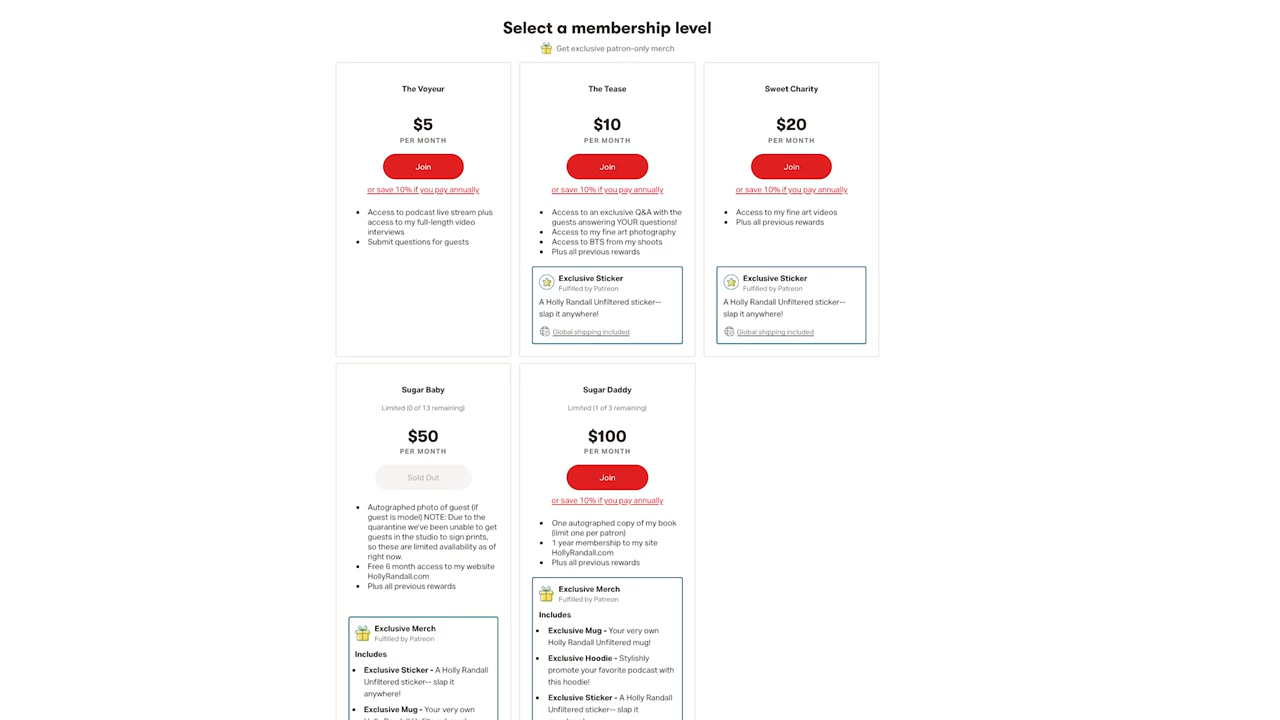 Select a membership level
Get exclusive patron-only merch
The Voyeur
$5
PER MONTH
Join
or save 10% if you pay annually
Access to podcast live stream plus
access to my full-length video
interviews
Submit questions for guests
The Tease
$10
PER MONTH
Join
or save 10% if you pay annually
Access to an exclusive Q&A with the
guests answering YOUR questions!
Access to my fine art photography
Access to BTS from my shoots
Plus all previous rewards
Exclusive Sticker
Fulfilled by Patreon
A Holly Randall Unfiltered sticker--
slap it anywhere!
Global shipping included
Sweet Charity
$20
PER MONTH
Join
or save 10% if you pay annually
Access to my fine art videos
Plus all previous rewards
Exclusive Sticker
Fulfilled by Patreon
A Holly Randall Unfiltered sticker--
slap it anywhere!
Global shipping included
Sugar Baby
Limited (0 of 13 remaining)
$50
PER MONTH
Sold Out
Autographed photo of guest (if
guest is model) NOTE: Due to the
quarantine we've been unable to get
guests in the studio to sign prints,
so these are limited availability as of
right now.
Free 6 month access to my website
HollyRandall.com
Plus all previous rewards
Exclusive Merch
Fulfilled by Patreon
Includes
Exclusive Sticker - A Holly Randall
Unfiltered sticker-- slap it
anywhere!
Exclusive Mug - Your very own
Sugar Daddy
Limited (1 of 3 remaining)
$100
PER MONTH
Join
or save 10% if you pay annually
One autographed copy of my book
(limit one per patron)
1 year membership to my site
HollyRandall.com
Plus all previous rewards
Exclusive Merch
Fulfilled by Patreon
Includes
Exclusive Mug - Your very own
Holly Randall Unfiltered mug!
Exclusive Hoodie - Stylishly
promote your favorite podcast with
this hoodie!
Exclusive Sticker - A Holly Randall
Unfiltered sticker-- slap it